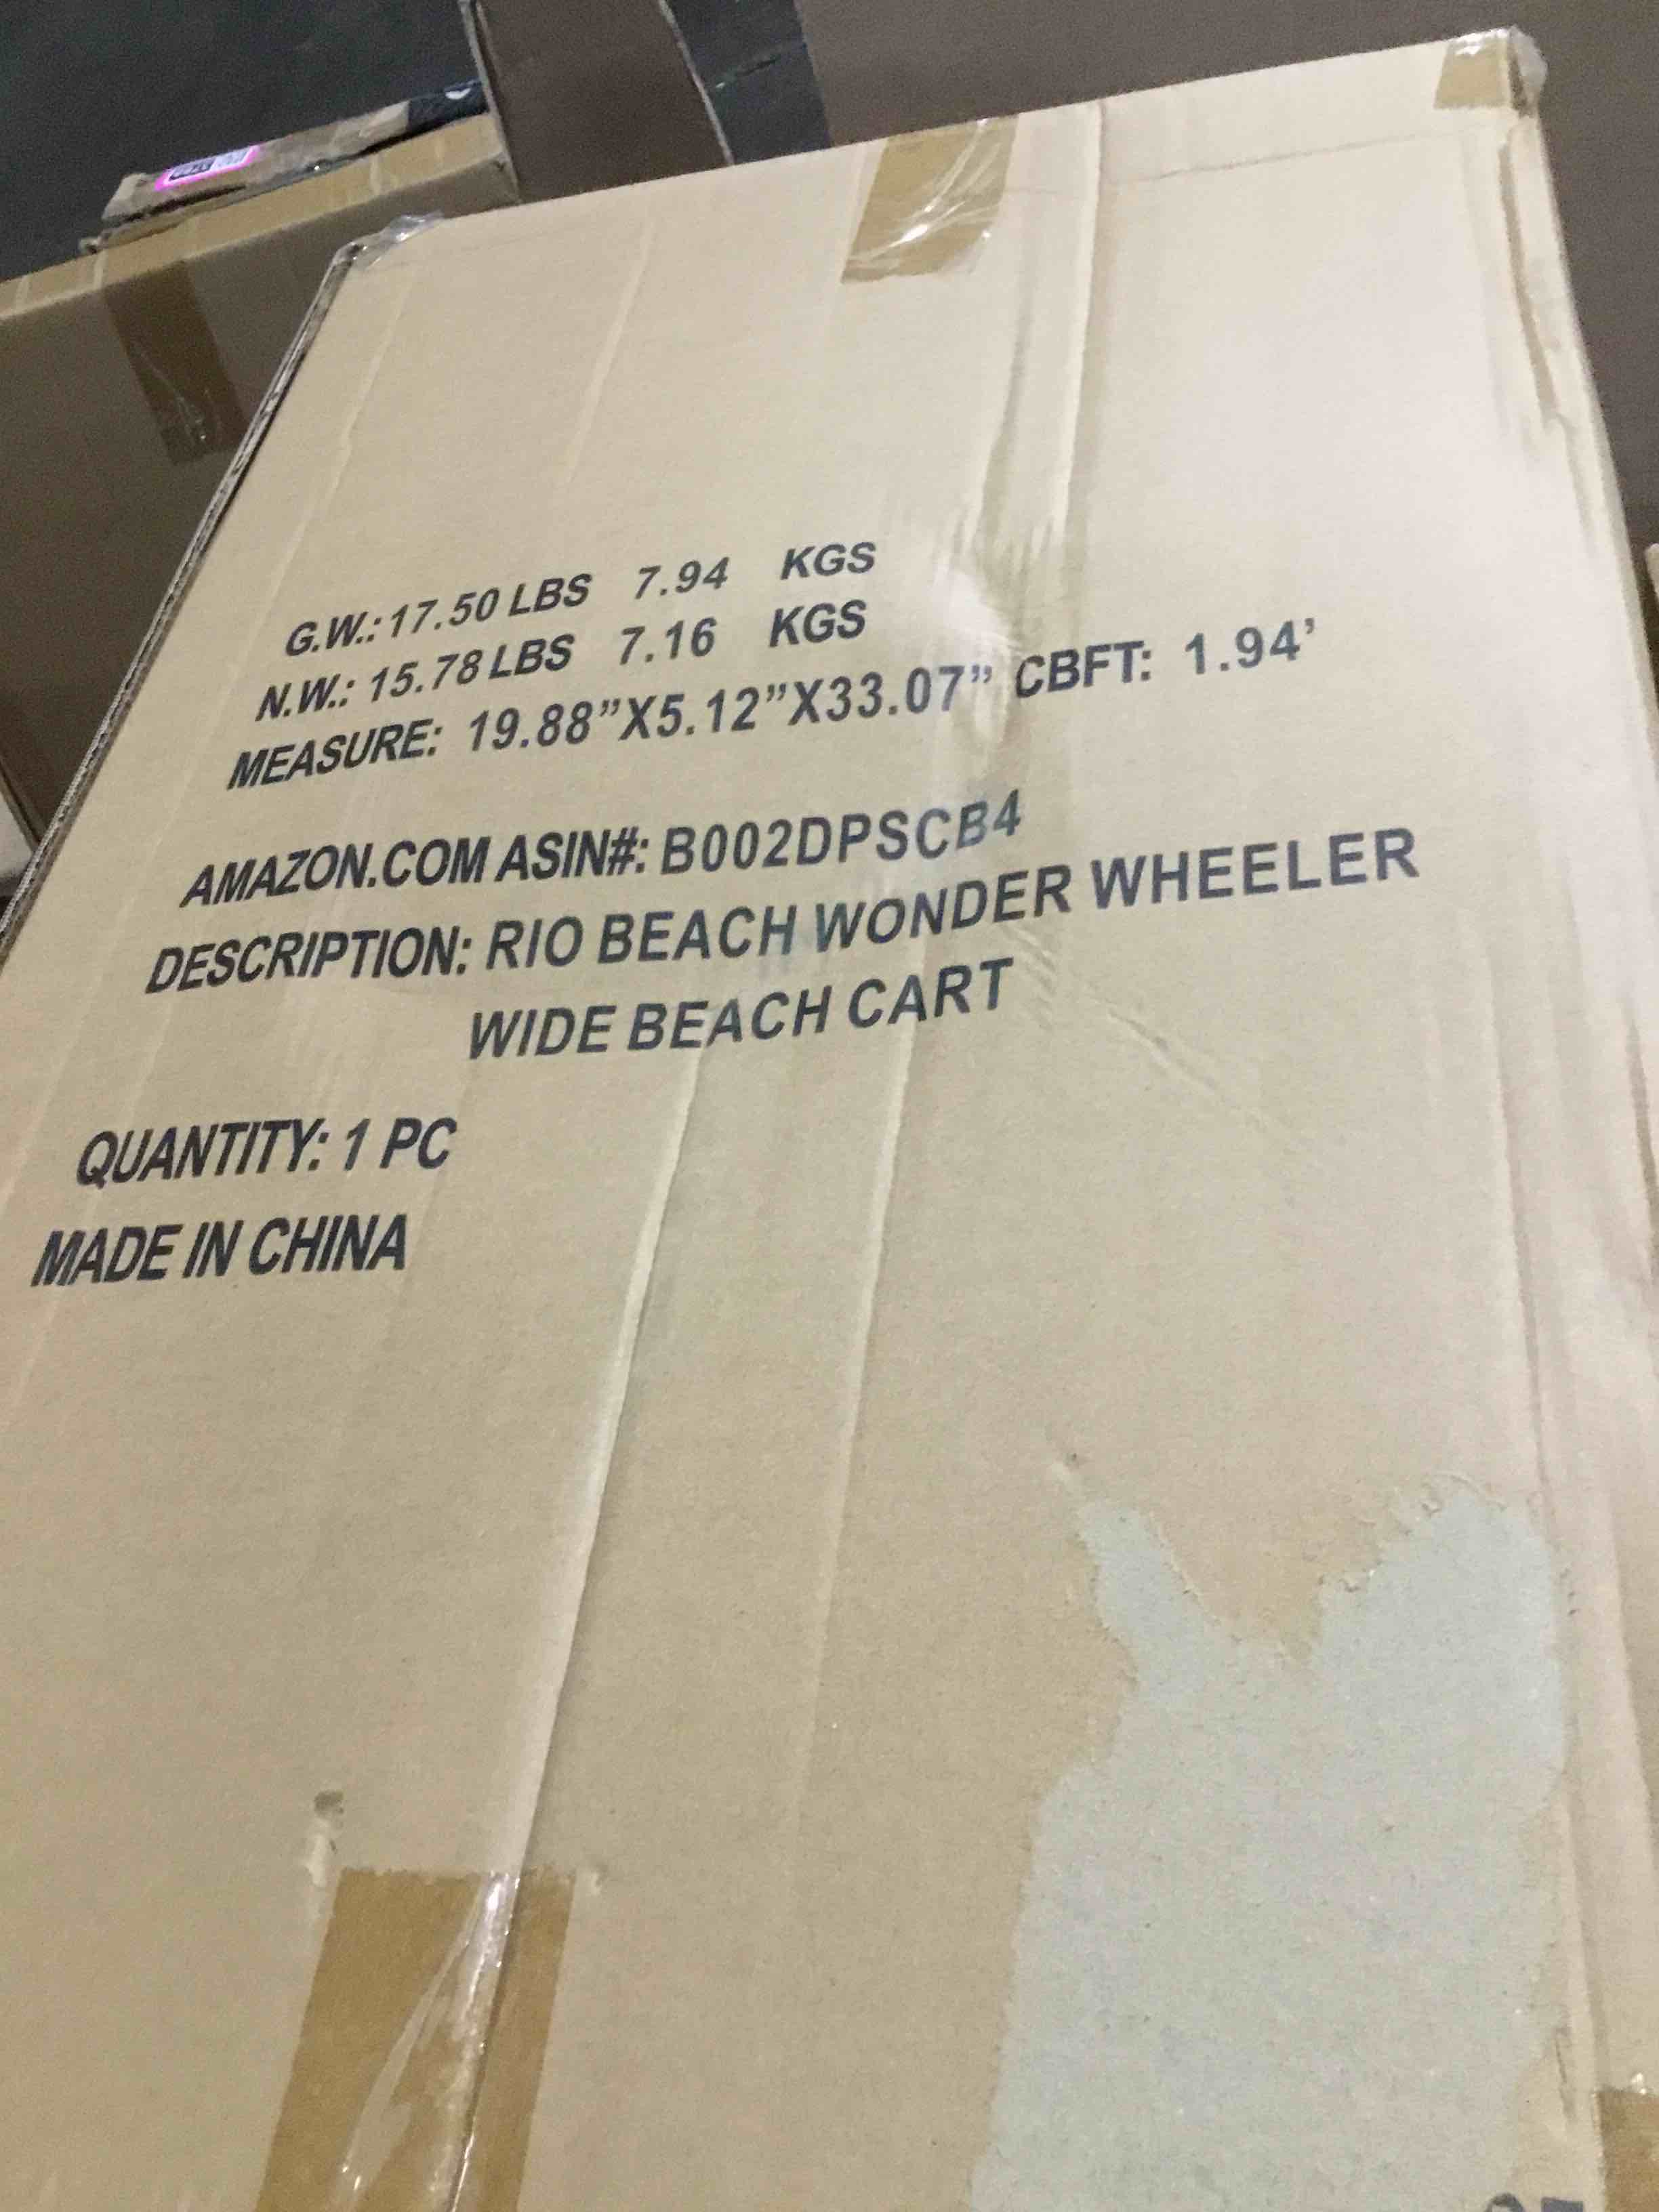 G.W.: 17.50 LBS 7.94 KGS
N.W.: 15.78 LBS 7.16 KGS
MEASURE: 19.88”X5.12”X33.07” CBFT: 1.94’
AMAZON.COM ASIN#: B002DPSCB4
DESCRIPTION: RIO BEACH WONDER WHEELER
WIDE BEACH CART
QUANTITY: 1 PC
MADE IN CHINA